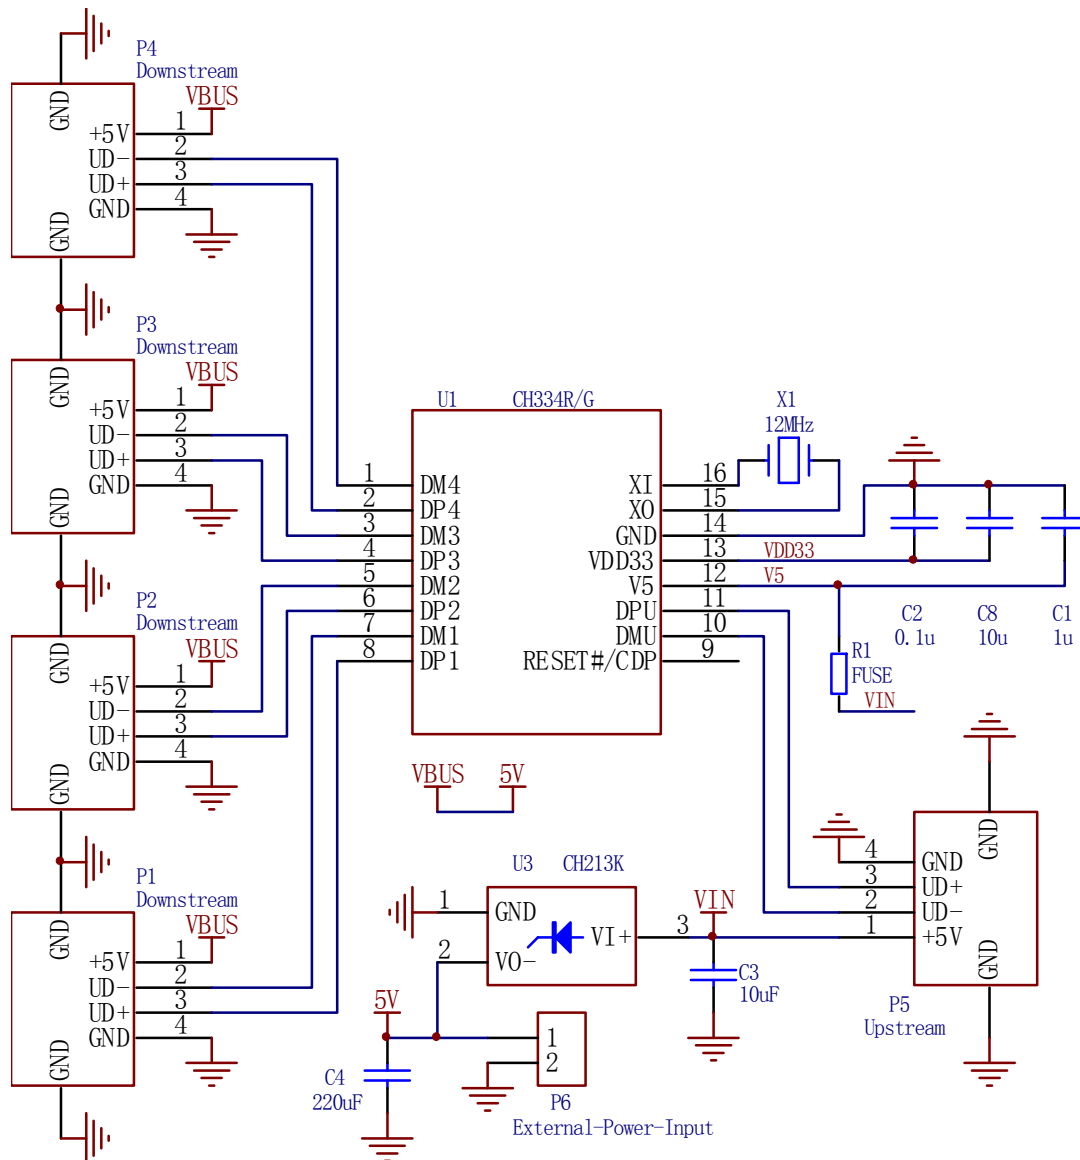 P4
Downstream
VBUS
GND
+5V 1
UD- 2
UD+ 3
GND 4
GND
P3
Downstream
VBUS
GND
+5V 1
UD- 2
UD+ 3
GND 4
GND
P2
Downstream
VBUS
GND
+5V 1
UD- 2
UD+ 3
GND 4
GND
P1
Downstream
VBUS
GND
+5V 1
UD- 2
UD+ 3
GND 4
GND
U1 CH334R/G
1 DM4
2 DP4
3 DM3
4 DP3
5 DM2
6 DP2
7 DM1
8 DP1
XI 16
XO 15
GND 14
VDD33 13 VDD33
V5 12 V5
DPU 11
DMU 10
RESET#/CDP 9
X1
12MHz
C2
0.1u
C8
10u
C1
1u
R1
FUSE
VIN
VBUS 5V
U3 CH213K
1 GND
2 VO-
VI+ 3
VIN
C3
10uF
5V
C4
220uF
1
2
P6
External-Power-Input
GND
4 GND
3 UD+
2 UD-
1 +5V
GND
P5
Upstream